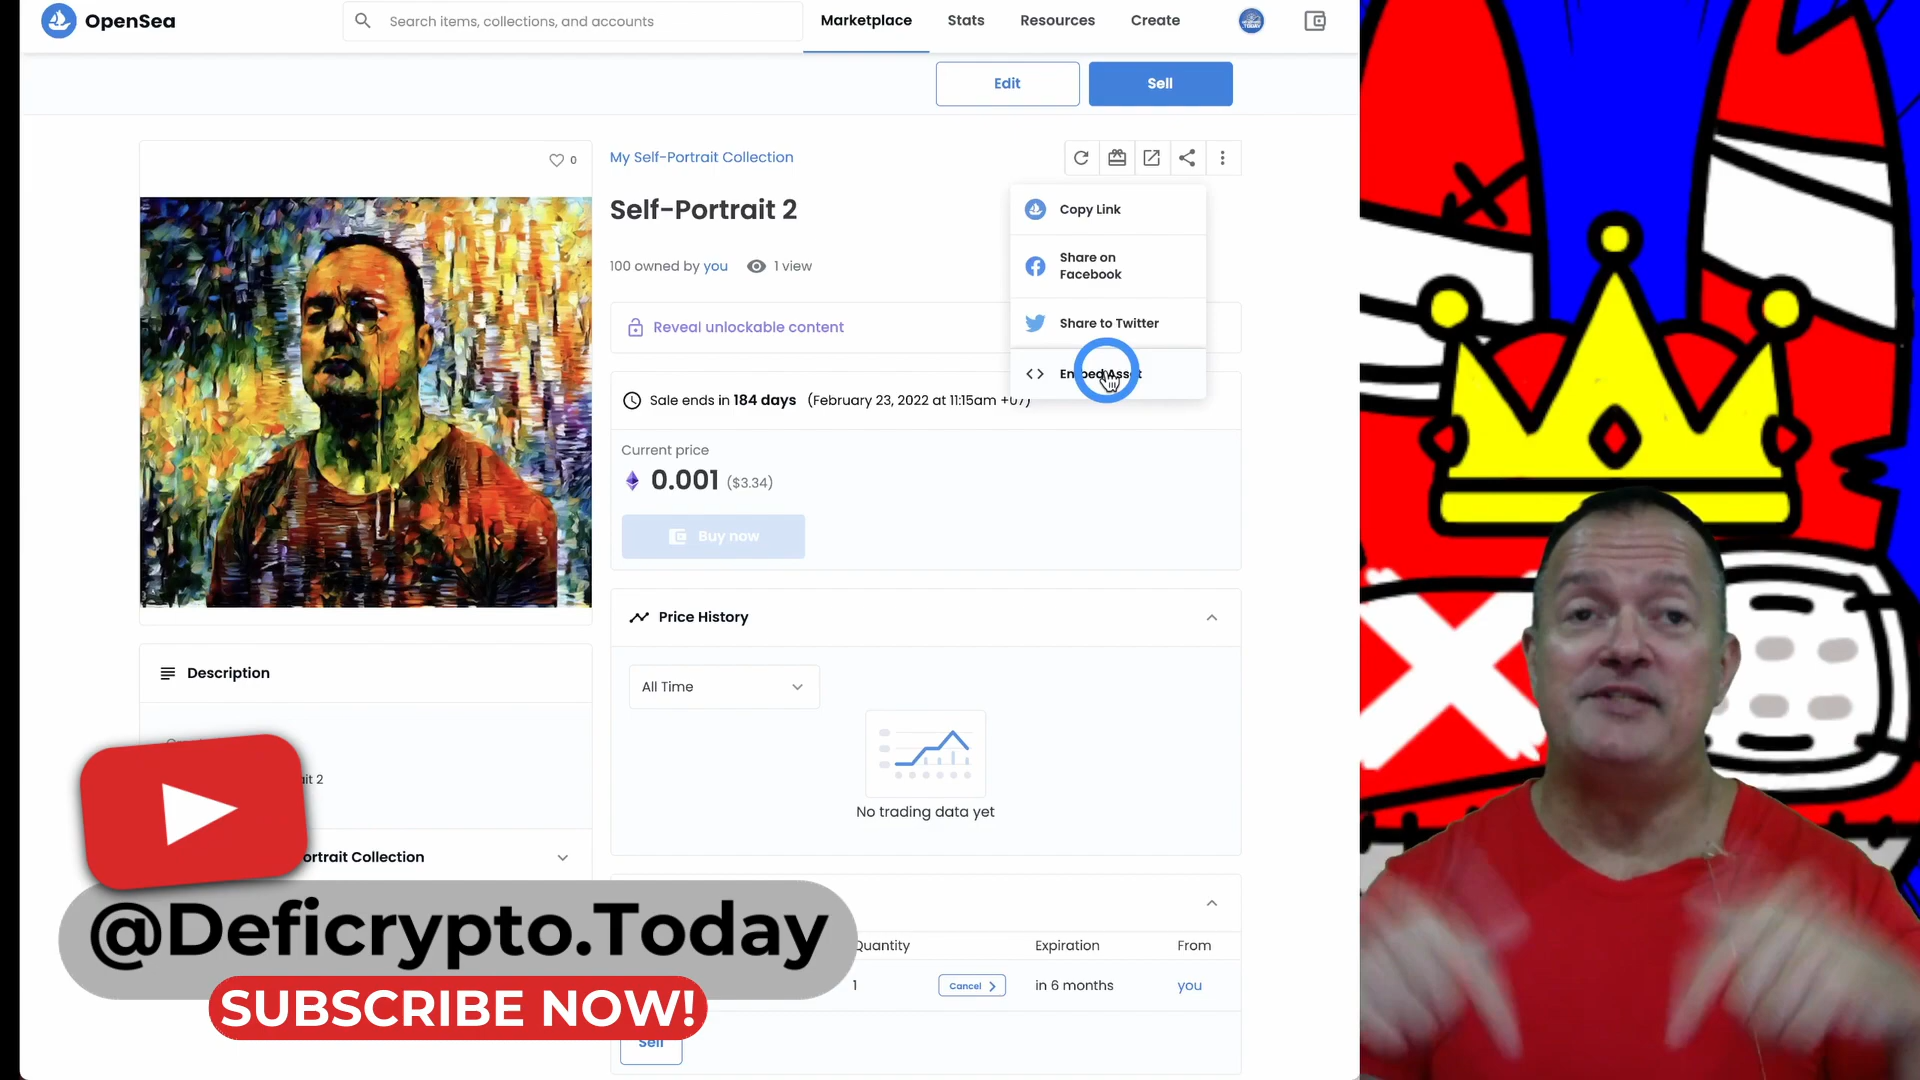 OpenSea
Search items, collections, and accounts
Marketplace
Stats
Resources
Create
Edit
Sell
0
My Self-Portrait Collection
Self-Portrait 2
100 owned by you
1 view
Copy Link
Share on
Facebook
Share to Twitter
Embed Asset
Reveal unlockable content
Sale ends in 184 days (February 23, 2022 at 11:15am +07)
Current price
0.001 ($3.34)
Buy now
Price History
All Time
No trading data yet
Description
ait 2
ortrait Collection
@Deficrypto.Today
SUBSCRIBE NOW!
Quantity
Expiration
From
1
Cancel
in 6 months
you
Sell